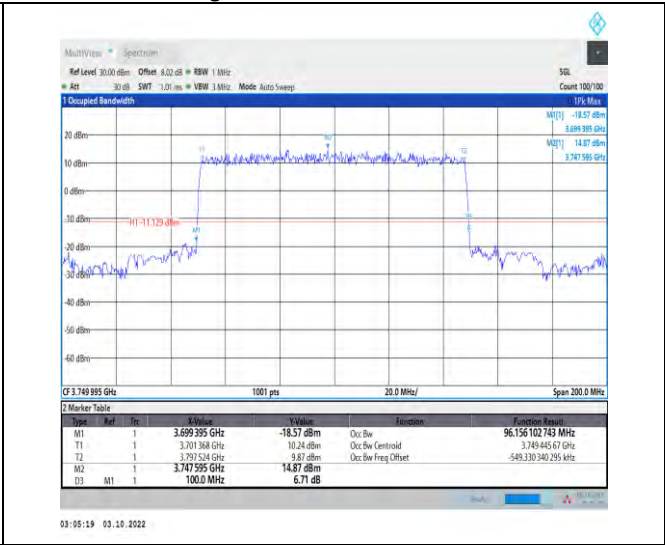 MultiView Spectrum
Ref Level 30.00 dBm Offset 8.02 dB RBW 1 MHz SGL
Att 30 dB SWT 1.01 ms VBW 3 MHz Mode Auto Sweep Count 100/100
1 Occupied Bandwidth 1Pk Max
M1[1] -18.57 dBm
3.699 395 GHz
M2[1] 14.87 dBm
3.747 595 GHz
20 dBm
M2
T1
T2
10 dBm
0 dBm
-10 dBm
H1 -11.129 dBm
D3
M1
-20 dBm
-30 dBm
-40 dBm
-50 dBm
-60 dBm
CF 3.749 995 GHz 1001 pts 20.0 MHz/ Span 200.0 MHz
2 Marker Table
Type Ref Trc X-Value Y-Value Function Function Result
M1 1 3.699 395 GHz -18.57 dBm Occ Bw 96.156 102 743 MHz
T1 1 3.701 368 GHz 10.24 dBm Occ Bw Centroid 3.749 445 67 GHz
T2 1 3.797 524 GHz 9.87 dBm Occ Bw Freq Offset -549.330 340 295 kHz
M2 1 3.747 595 GHz 14.87 dBm
D3 M1 1 100.0 MHz 6.71 dB
03:05:19 03.10.2022